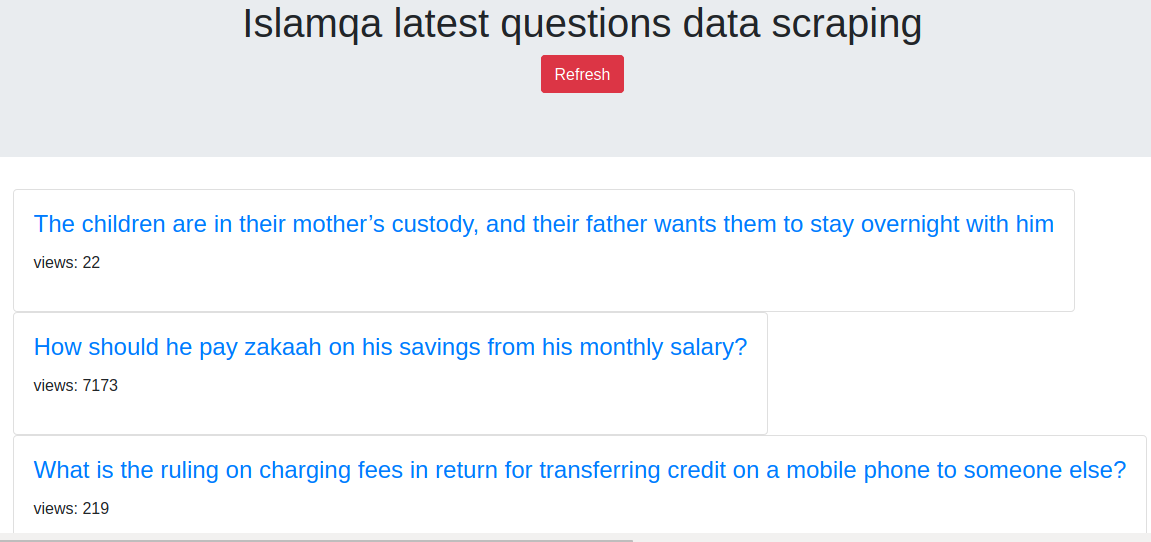 Islamqa latest questions data scraping
Refresh
The children are in their mother’s custody, and their father wants them to stay overnight with him
views: 22
How should he pay zakaah on his savings from his monthly salary?
views: 7173
What is the ruling on charging fees in return for transferring credit on a mobile phone to someone else?
views: 219